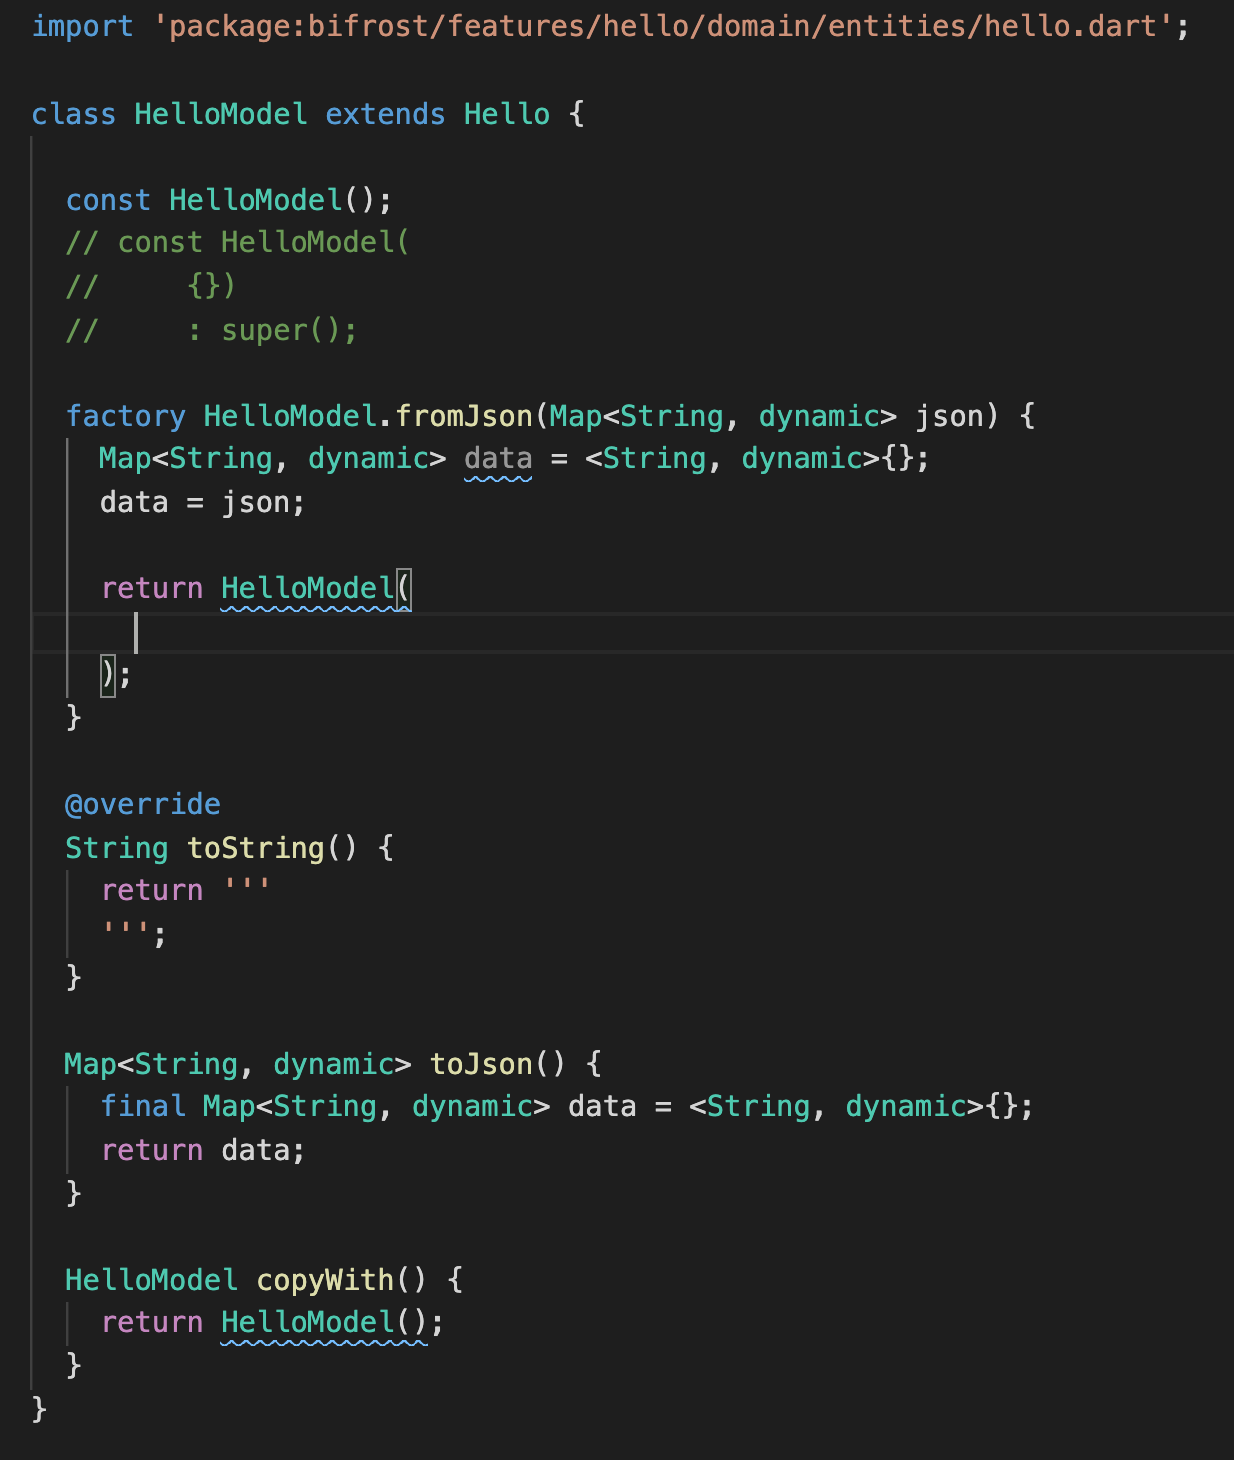 import 'package:bifrost/features/hello/domain/entities/hello.dart';
class HelloModel extends Hello {
const HelloModel();
// const HelloModel(
//     {})
//     : super();
factory HelloModel.fromJson(Map<String, dynamic> json) {
Map<String, dynamic> data = <String, dynamic>{};
data = json;
return HelloModel(
);
}
@override
String toString() {
return '''
''';
}
Map<String, dynamic> toJson() {
final Map<String, dynamic> data = <String, dynamic>{};
return data;
}
HelloModel copyWith() {
return HelloModel();
}
}